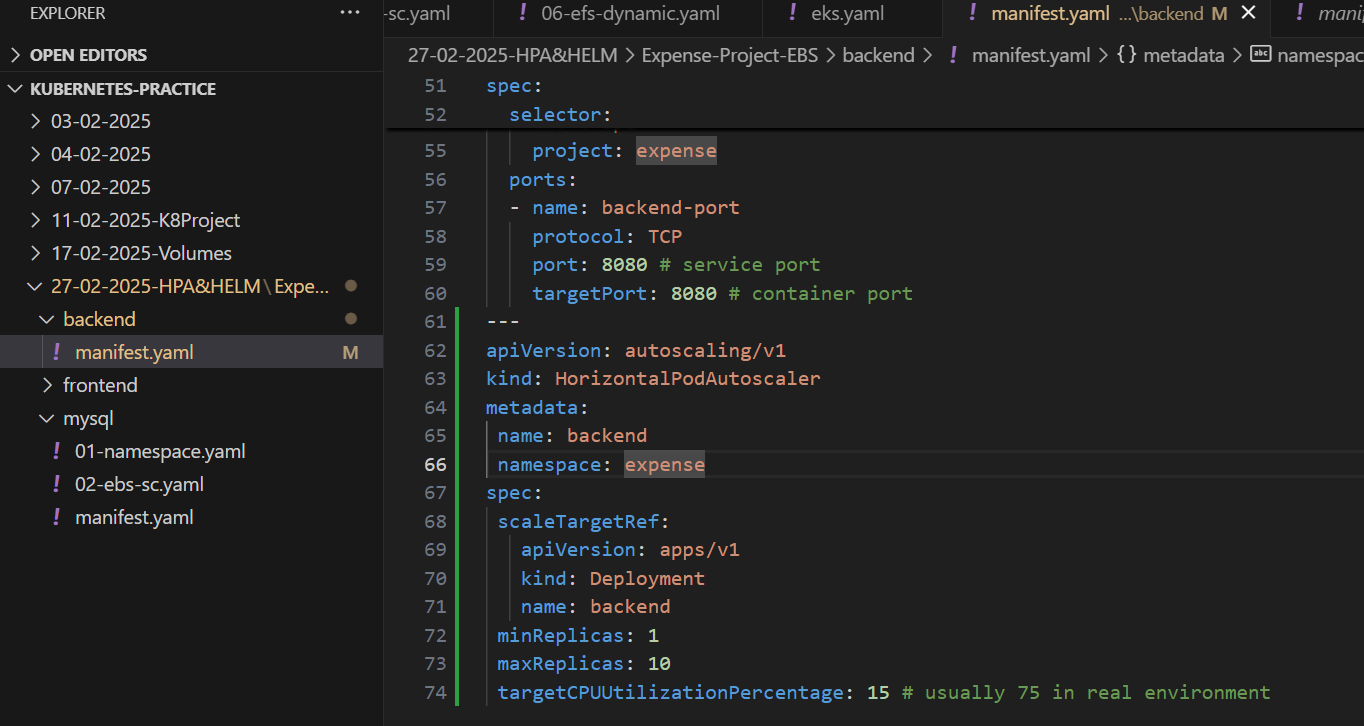 EXPLORER ···
OPEN EDITORS
KUBERNETES-PRACTICE
03-02-2025
04-02-2025
07-02-2025
11-02-2025-K8Project
17-02-2025-Volumes
27-02-2025-HPA&HELM\Expe...
backend
! manifest.yaml M
frontend
mysql
! 01-namespace.yaml
! 02-ebs-sc.yaml
! manifest.yaml
-sc.yaml ! 06-efs-dynamic.yaml ! eks.yaml ! manifest.yaml ...\backend M ! manif
27-02-2025-HPA&HELM > Expense-Project-EBS > backend > ! manifest.yaml > {} metadata > abc namespac
51 spec:
52   selector:
55     project: expense
56   ports:
57   - name: backend-port
58     protocol: TCP
59     port: 8080 # service port
60     targetPort: 8080 # container port
61 ---
62 apiVersion: autoscaling/v1
63 kind: HorizontalPodAutoscaler
64 metadata:
65  name: backend
66  namespace: expense
67 spec:
68  scaleTargetRef:
69    apiVersion: apps/v1
70    kind: Deployment
71    name: backend
72  minReplicas: 1
73  maxReplicas: 10
74  targetCPUUtilizationPercentage: 15 # usually 75 in real environment